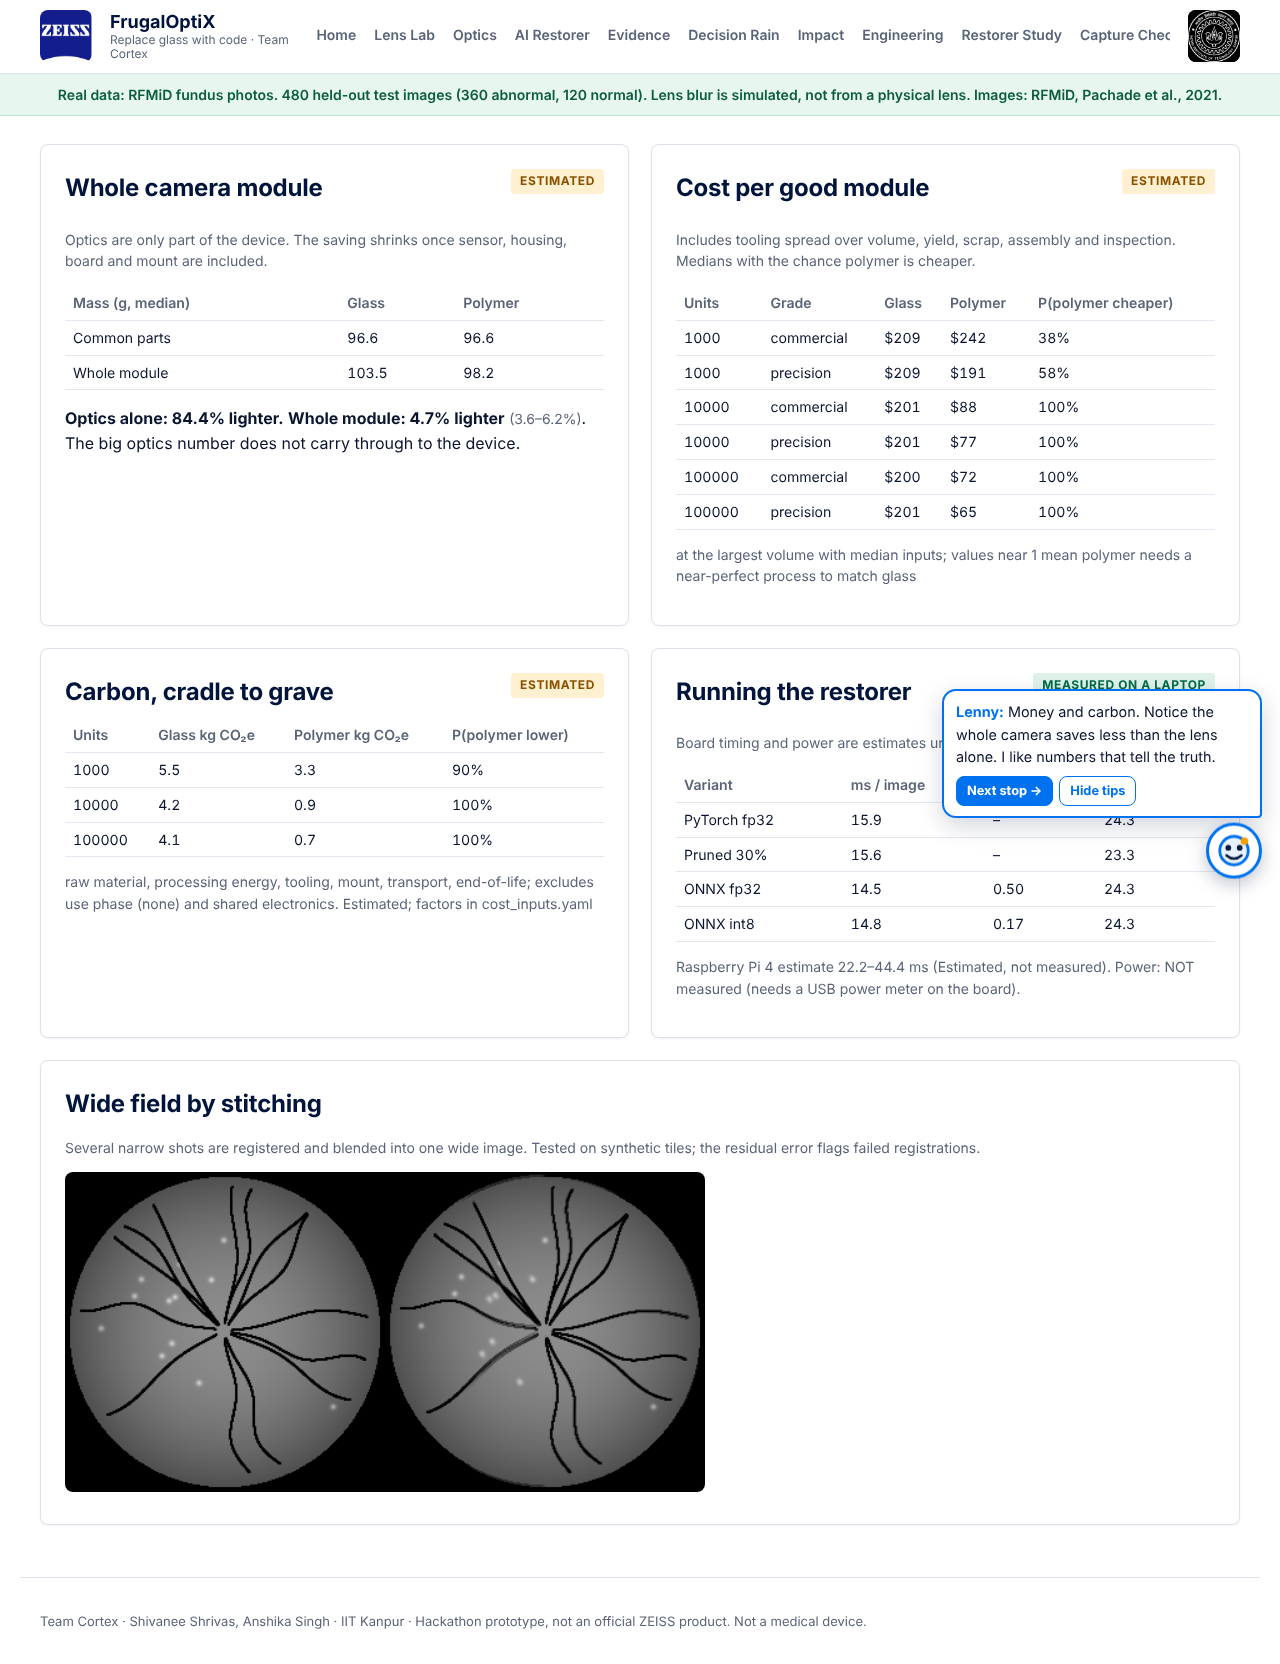 ZEISS
FrugalOptiX
Replace glass with code · Team
Cortex
Home Lens Lab Optics AI Restorer Evidence Decision Rain Impact Engineering Restorer Study Capture Chec
Real data: RFMiD fundus photos. 480 held-out test images (360 abnormal, 120 normal). Lens blur is simulated, not from a physical lens. Images: RFMiD, Pachade et al., 2021.
Whole camera module
ESTIMATED
Optics are only part of the device. The saving shrinks once sensor, housing,
board and mount are included.
Mass (g, median) Glass Polymer
Common parts 96.6 96.6
Whole module 103.5 98.2
Optics alone: 84.4% lighter. Whole module: 4.7% lighter (3.6–6.2%).
The big optics number does not carry through to the device.
Cost per good module
ESTIMATED
Includes tooling spread over volume, yield, scrap, assembly and inspection.
Medians with the chance polymer is cheaper.
Units Grade Glass Polymer P(polymer cheaper)
1000 commercial $209 $242 38%
1000 precision $209 $191 58%
10000 commercial $201 $88 100%
10000 precision $201 $77 100%
100000 commercial $200 $72 100%
100000 precision $201 $65 100%
at the largest volume with median inputs; values near 1 mean polymer needs a
near-perfect process to match glass
Carbon, cradle to grave
ESTIMATED
Units Glass kg CO₂e Polymer kg CO₂e P(polymer lower)
1000 5.5 3.3 90%
10000 4.2 0.9 100%
100000 4.1 0.7 100%
raw material, processing energy, tooling, mount, transport, end-of-life; excludes
use phase (none) and shared electronics. Estimated; factors in cost_inputs.yaml
Running the restorer
MEASURED ON A LAPTOP
Board timing and power are estimates
Variant ms / image
PyTorch fp32 15.9 – 24.3
Pruned 30% 15.6 – 23.3
ONNX fp32 14.5 0.50 24.3
ONNX int8 14.8 0.17 24.3
Raspberry Pi 4 estimate 22.2–44.4 ms (Estimated, not measured). Power: NOT
measured (needs a USB power meter on the board).
Lenny: Money and carbon. Notice the
whole camera saves less than the lens
alone. I like numbers that tell the truth.
Next stop → Hide tips
Wide field by stitching
Several narrow shots are registered and blended into one wide image. Tested on synthetic tiles; the residual error flags failed registrations.
Team Cortex · Shivanee Shrivas, Anshika Singh · IIT Kanpur · Hackathon prototype, not an official ZEISS product. Not a medical device.